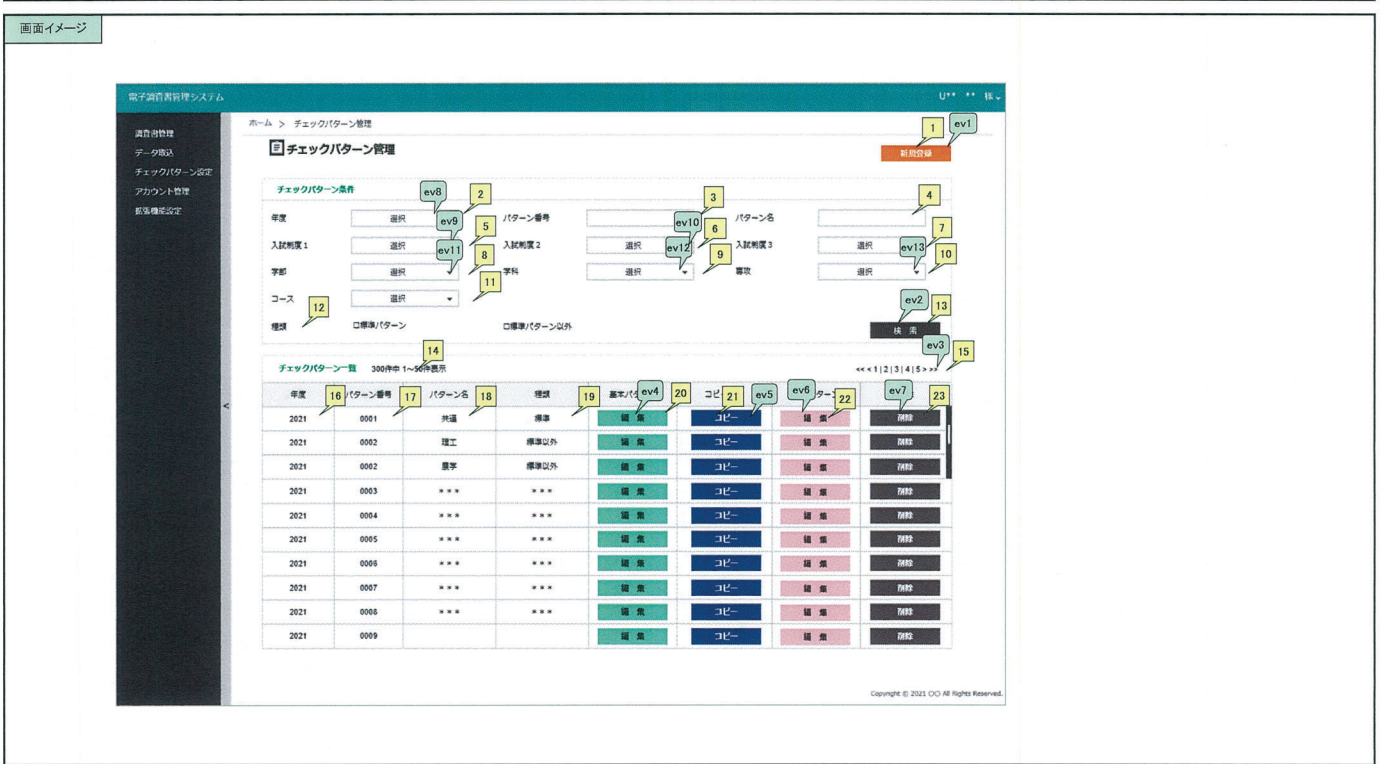 画面イメージ
電子調査書管理システム
U** ** 様
調査書管理
データ取込
チェックパターン設定
アカウント管理
拡張機能設定
ホーム > チェックパターン管理
チェックパターン管理
1
ev1
新規登録
チェックパターン条件
ev8
2
3
4
年度
選択
パターン番号
パターン名
ev9
5
ev10
6
7
入試制度1
選択
入試制度2
選択
入試制度3
選択
ev11
8
ev12
9
ev13
10
学部
選択
学科
選択
専攻
選択
11
コース
選択
12
ev2
13
種類
□標準パターン
□標準パターン以外
検 索
14
ev3
15
チェックパターン一覧 300件中 1~50件表示
<< < 1 | 2 | 3 | 4 | 5 > >>
年度
16
パターン番号
17
パターン名
18
種類
19
基本パタ
ev4
20
コピ
21
ev5
ev6
ターン
22
ev7
23
2021 0001 共通 標準 編 集 コピー 編 集 削除
2021 0002 理工 標準以外 編 集 コピー 編 集 削除
2021 0002 農学 標準以外 編 集 コピー 編 集 削除
2021 0003 *** *** 編 集 コピー 編 集 削除
2021 0004 *** *** 編 集 コピー 編 集 削除
2021 0005 *** *** 編 集 コピー 編 集 削除
2021 0006 *** *** 編 集 コピー 編 集 削除
2021 0007 *** *** 編 集 コピー 編 集 削除
2021 0008 *** *** 編 集 コピー 編 集 削除
2021 0009 編 集 コピー 編 集 削除
<
Copyright © 2021 〇〇 All Rights Reserved.